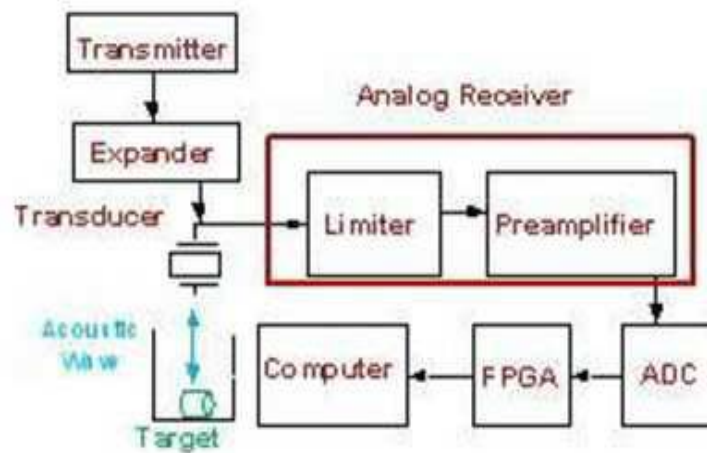 Transmitter
Analog Receiver
Expander
Transducer
Limiter
Preamplifier
Acoustic
Wave
Computer
FPGA
ADC
Target